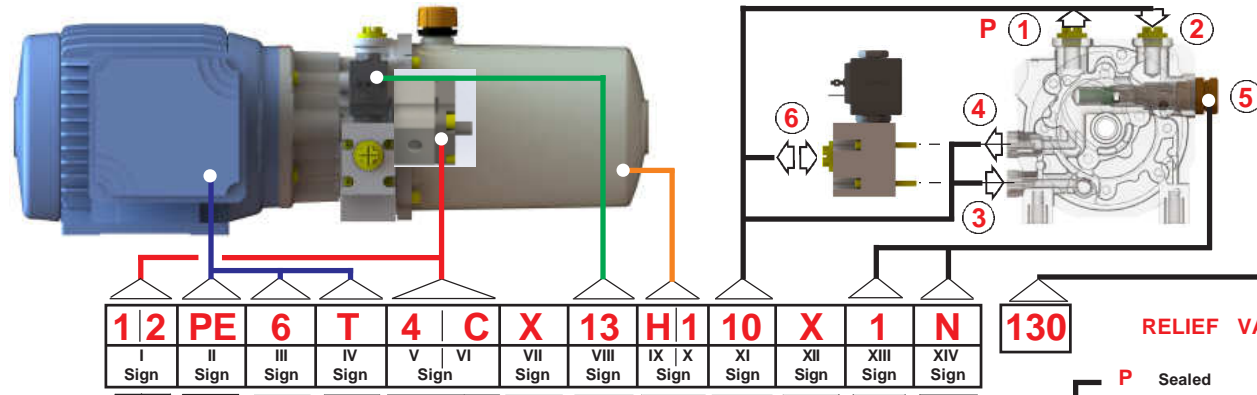 P 1 2
5
4
6
3
1 2 PE 6 T 4 C X 13 H 1 10 X 1 N 130 RELIEF VA
I II III IV V VI VII VIII IX X XI XII XIII XIV
Sign Sign Sign Sign Sign Sign Sign Sign Sign Sign Sign Sign
P Sealed